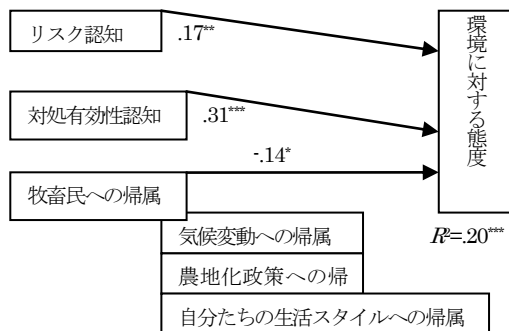 リスク認知
.17**
対処有効性認知
.31***
-.14*
牧畜民への帰属
環境に対する態度
気候変動への帰属
R²=.20***
農地化政策への帰
自分たちの生活スタイルへの帰属